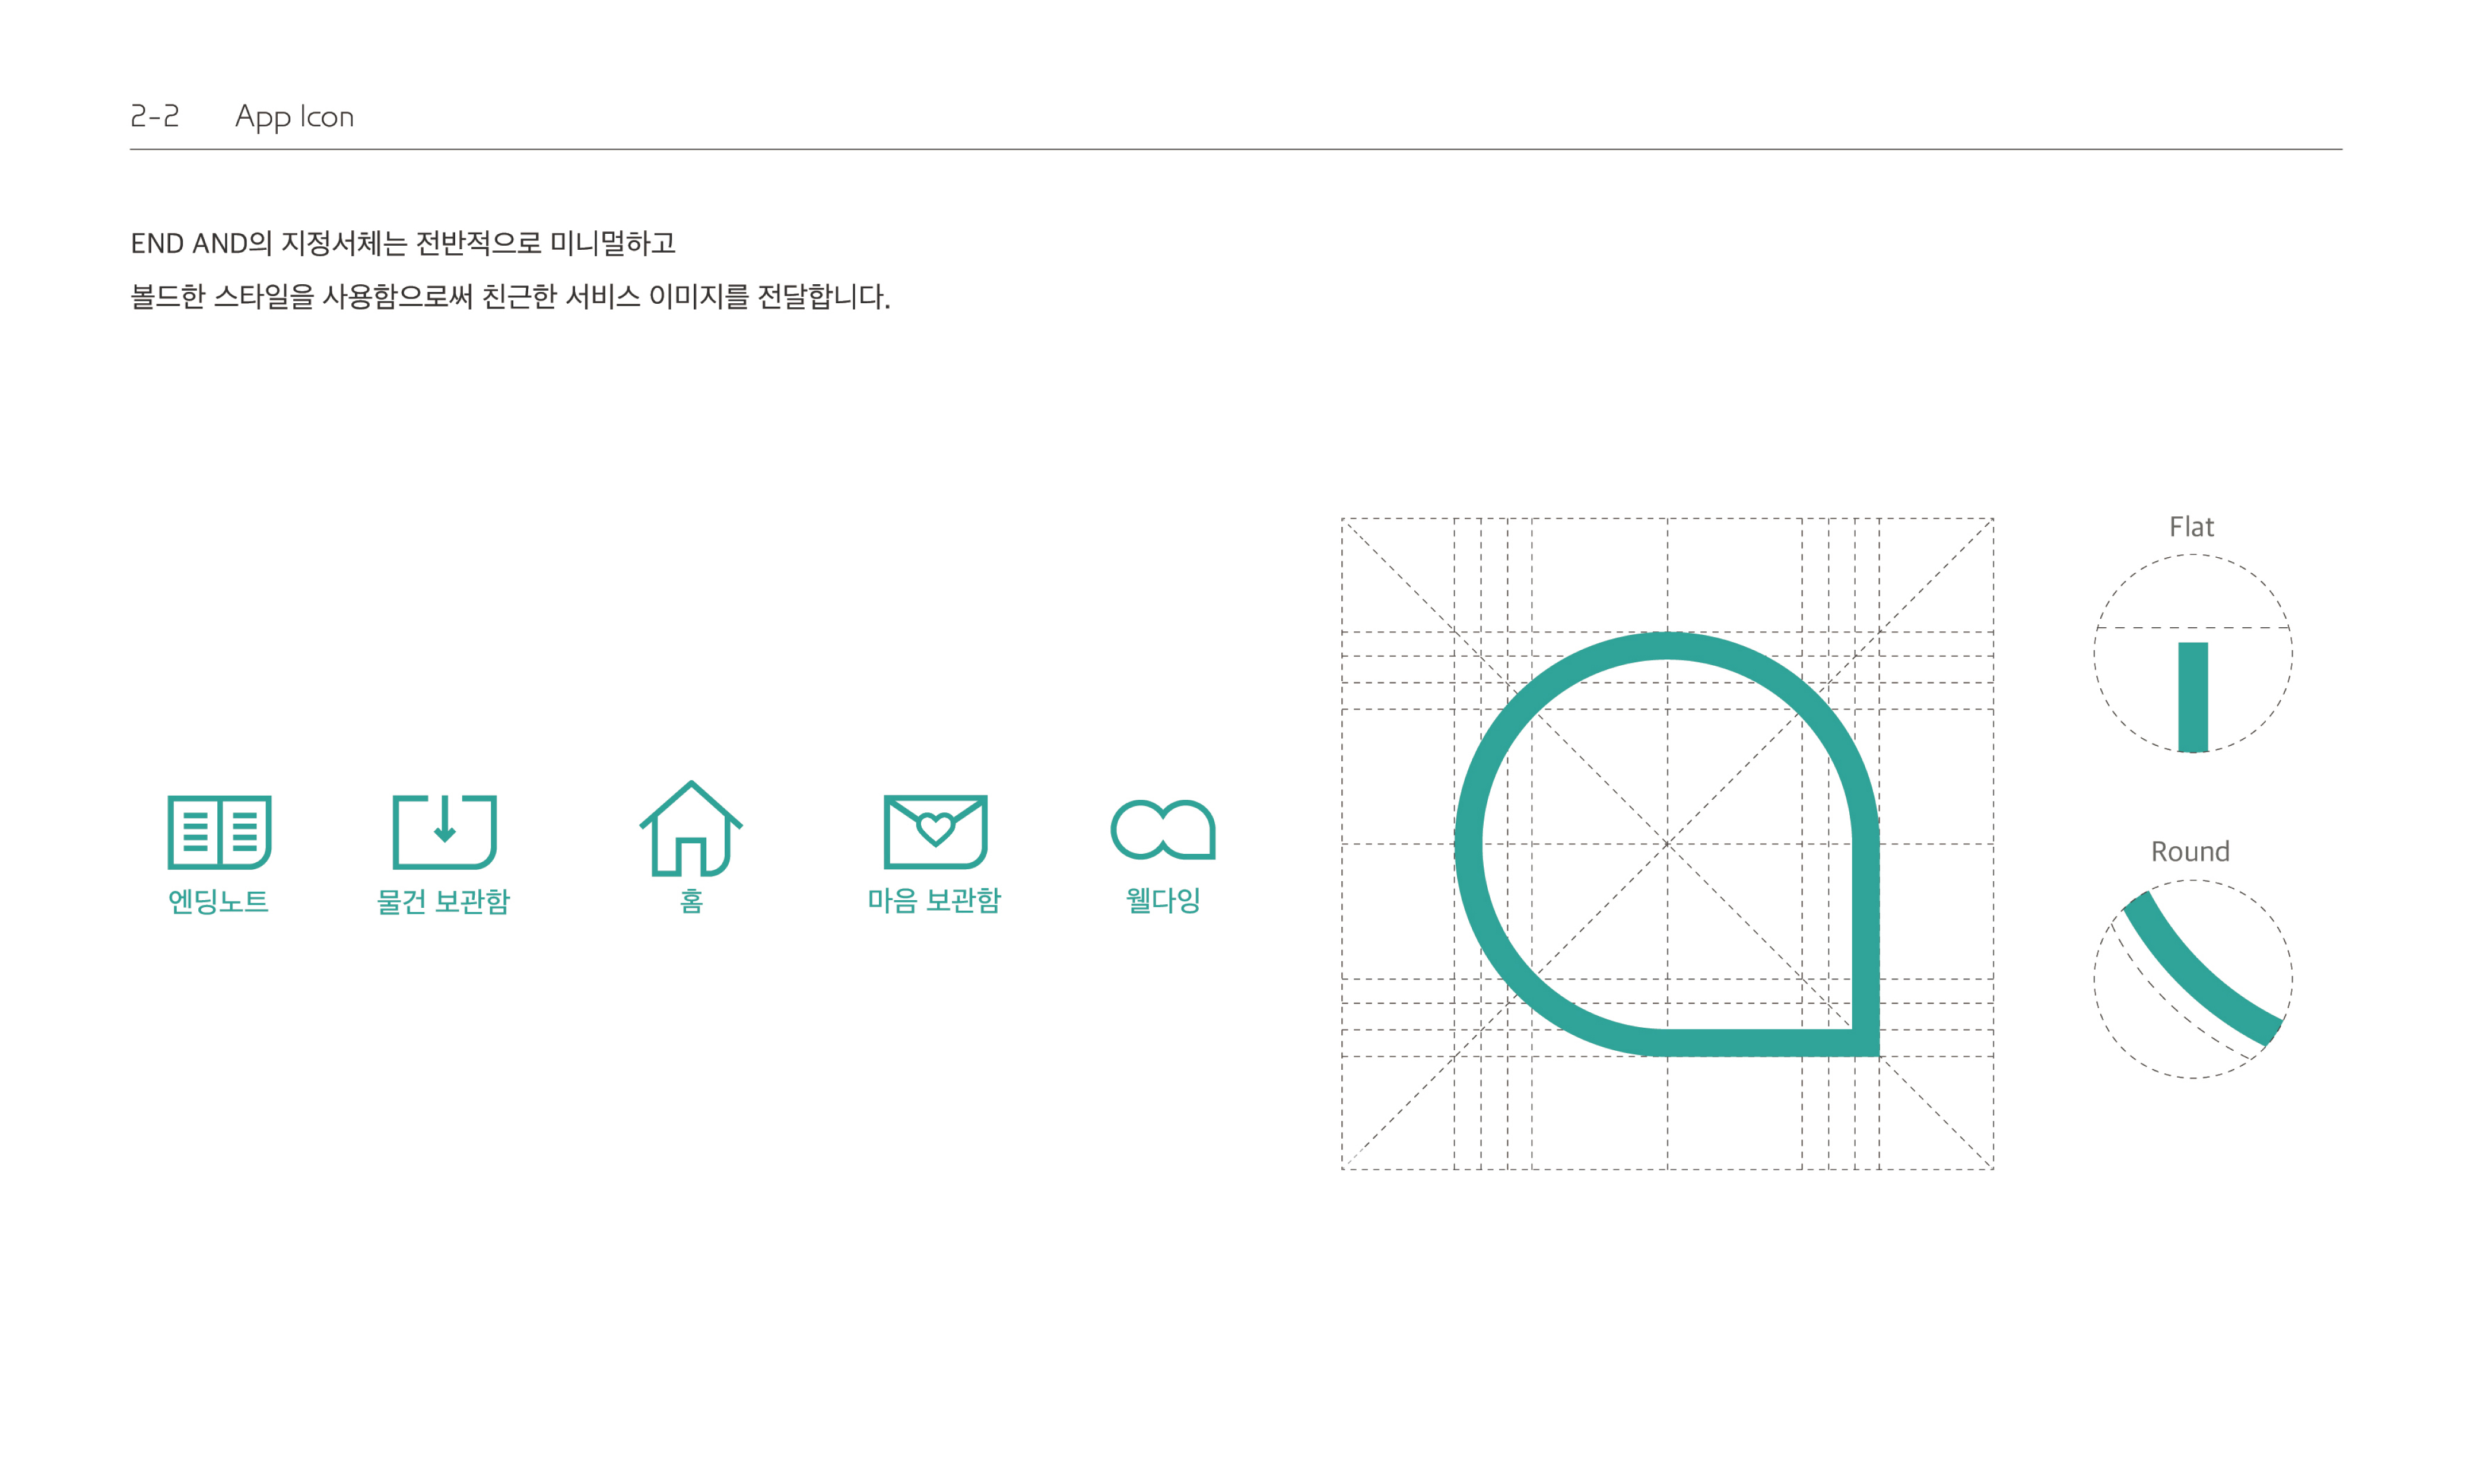 2-2 App Icon
END AND의 지정서체는 전반적으로 미니멀하고
볼드한 스타일을 사용함으로써 친근한 서비스 이미지를 전달합니다.
엔딩노트
물건 보관함
홈
마음 보관함
웰다잉
Flat
Round